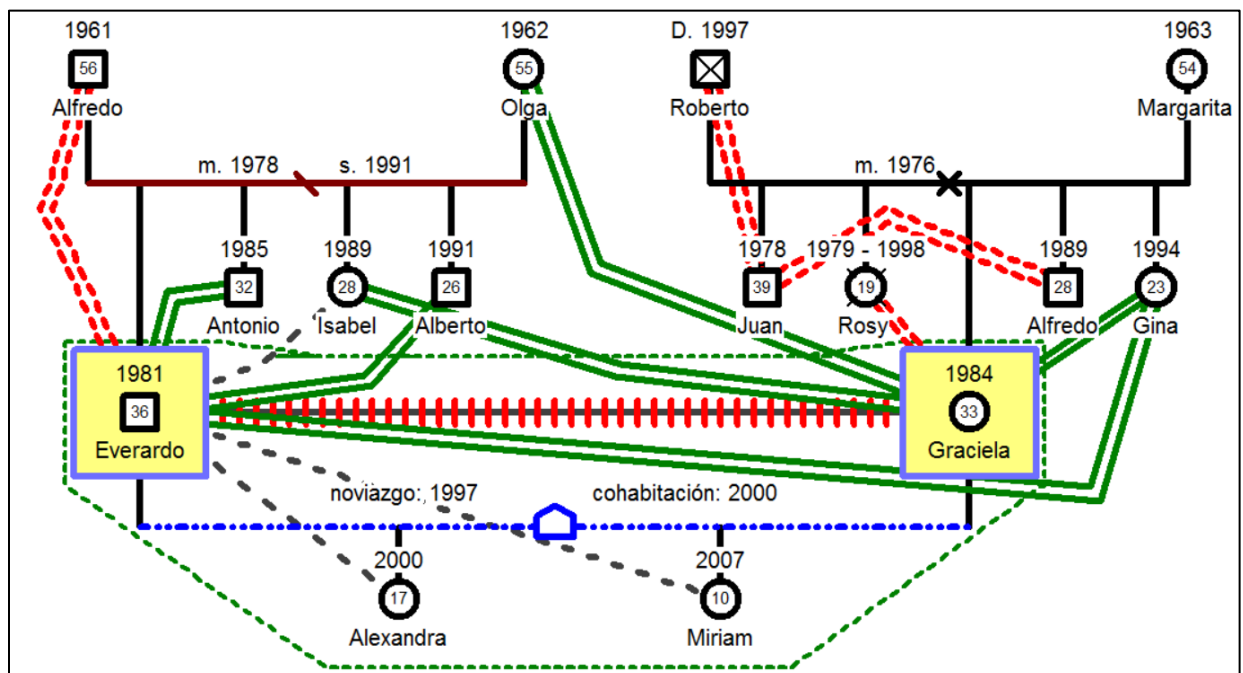 1961
1962
D. 1997
1963
56
55
54
Alfredo
Olga
Roberto
Margarita
m. 1978
s. 1991
m. 1976
1985
1989
1991
1978
1979 - 1998
1989
1994
32
28
26
39
19
28
23
Antonio
Isabel
Alberto
Juan
Rosy
Alfredo
Gina
1981
1984
36
33
Everardo
Graciela
noviazgo: 1997
cohabitación: 2000
2000
2007
17
10
Alexandra
Miriam